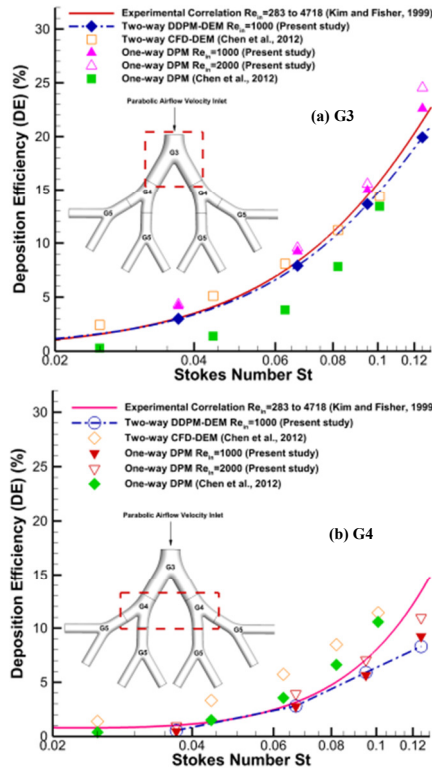 Experimental Correlation Re_in=283 to 4718 (Kim and Fisher, 1999)
Two-way DDPM-DEM Re_in=1000 (Present study)
Two-way CFD-DEM (Chen et al., 2012)
One-way DPM Re_in=1000 (Present study)
One-way DPM Re_in=2000 (Present study)
One-way DPM (Chen et al., 2012)
Parabolic Airflow Velocity Inlet
(a) G3
G3
G4 G4
G5 G5
G5 G5
Deposition Efficiency (DE) (%)
30
25
20
15
10
5
0
0.02 0.04 0.06 0.08 0.1 0.12
Stokes Number St
Experimental Correlation Re_in=283 to 4718 (Kim and Fisher, 1999
Two-way DDPM-DEM Re_in=1000 (Present study)
Two-way CFD-DEM (Chen et al., 2012)
One-way DPM Re_in=1000 (Present study)
One-way DPM Re_in=2000 (Present study)
One-way DPM (Chen et al., 2012)
Parabolic Airflow Velocity Inlet
(b) G4
G3
G4 G4
G5 G5
G5 G5
Deposition Efficiency (DE) (%)
30
25
20
15
10
5
0
0.02 0.04 0.06 0.08 0.1 0.12
Stokes Number St